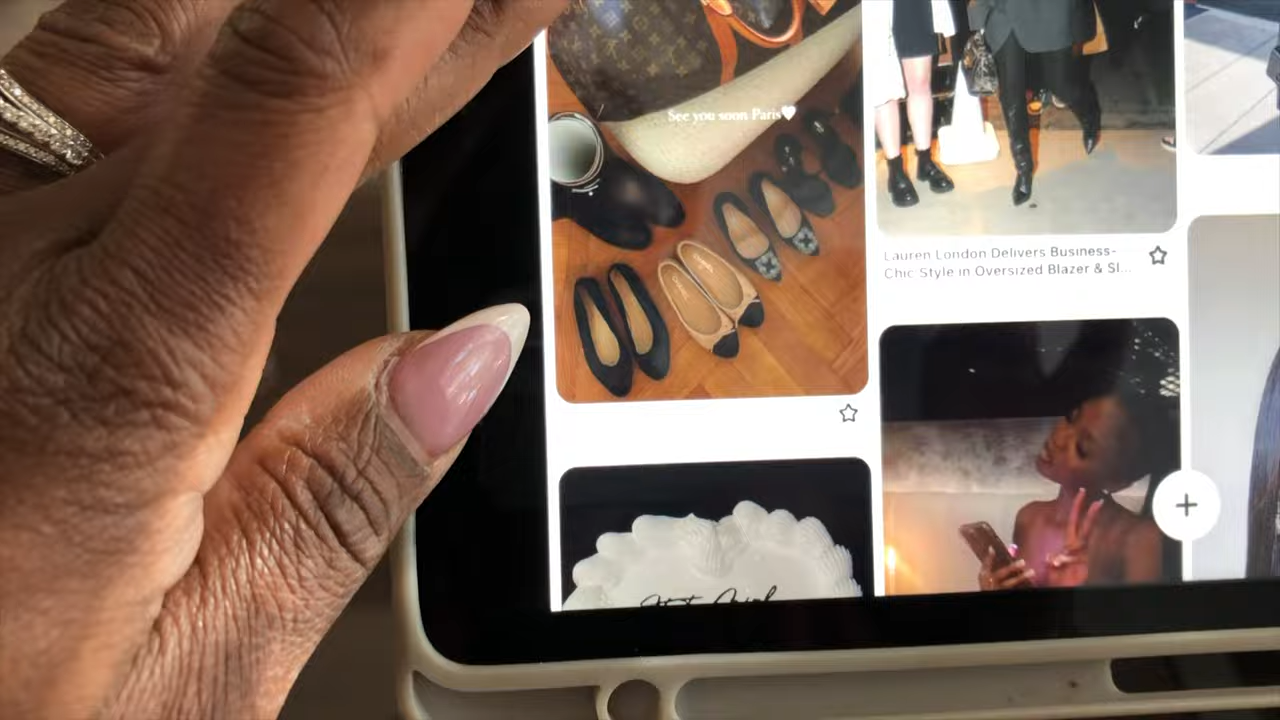 See you soon Paris🤍
Lauren London Delivers Business-
Chic Style in Oversized Blazer & Sl...